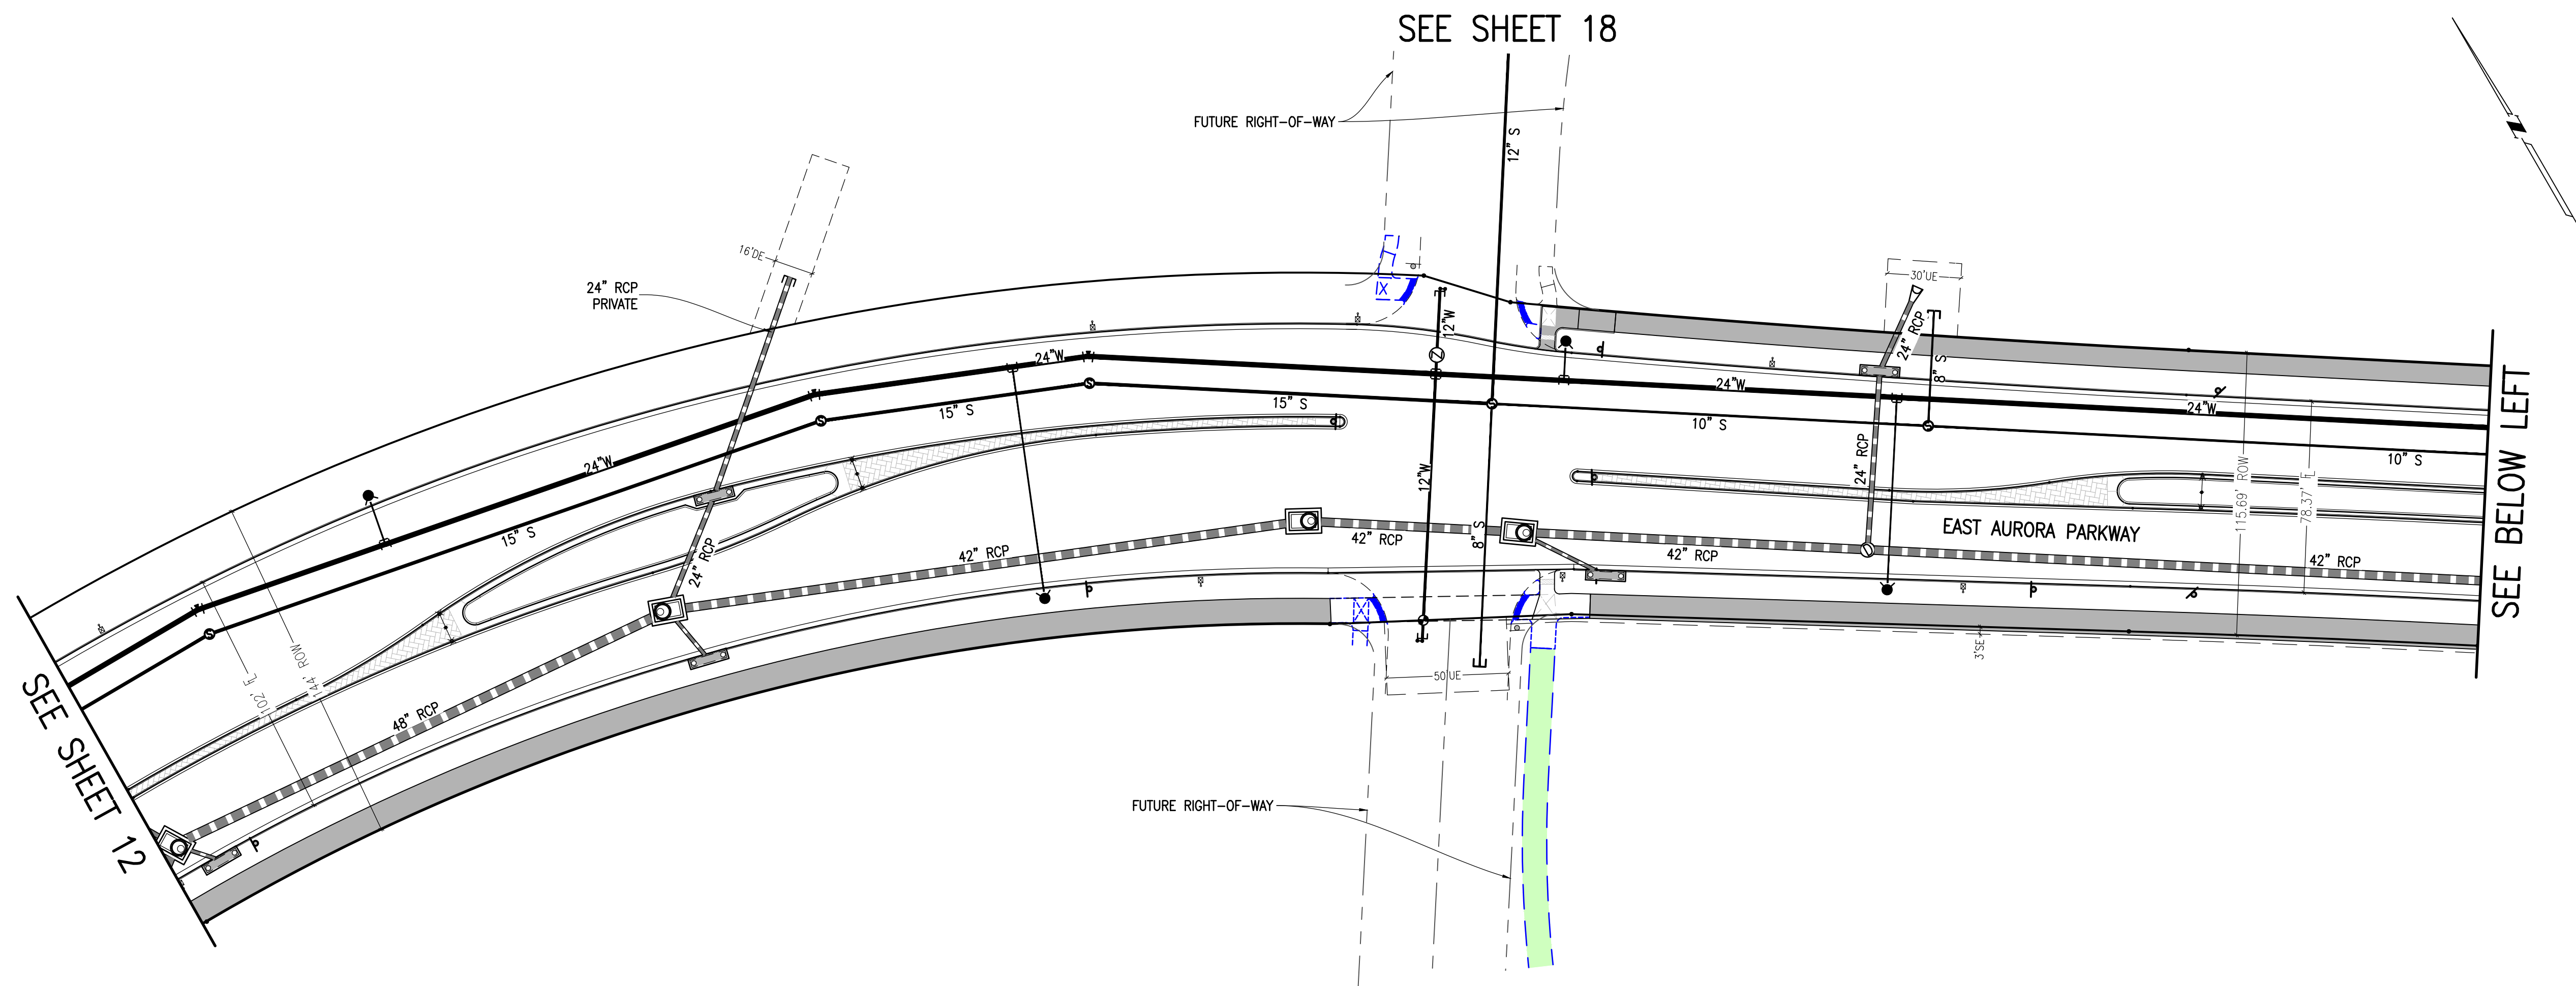 SEE SHEET 18
FUTURE RIGHT-OF-WAY
12" S
16'DE
24" RCP
PRIVATE
30'UE
12"W
24" RCP
8" S
24"W
24"W
24"W
24"W
15" S
15" S
15" S
10" S
10" S
12"W
24" RCP
EAST AURORA PARKWAY
115.69' ROW
78.37' FL
SEE BELOW LEFT
8" S
42" RCP
42" RCP
42" RCP
42" RCP
24" RCP
3'SE
50'UE
102' FL
144' ROW
48" RCP
SEE SHEET 12
FUTURE RIGHT-OF-WAY